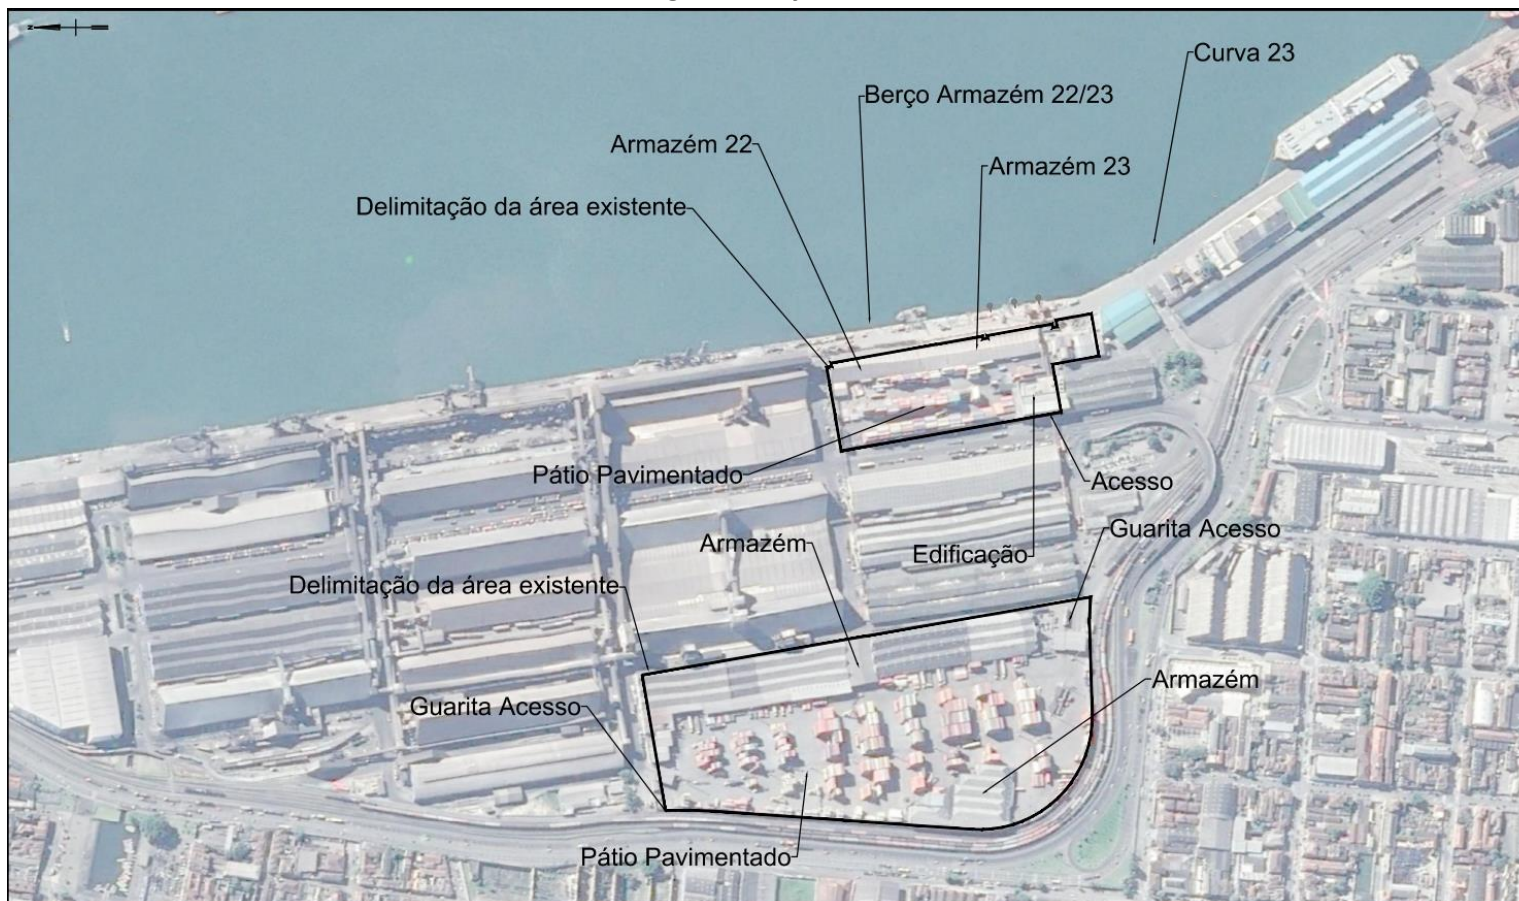 Curva 23
Berço Armazém 22/23
Armazém 22
Armazém 23
Delimitação da área existente
Pátio Pavimentado
Acesso
Guarita Acesso
Armazém
Edificação
Delimitação da área existente
Armazém
Guarita Acesso
Pátio Pavimentado